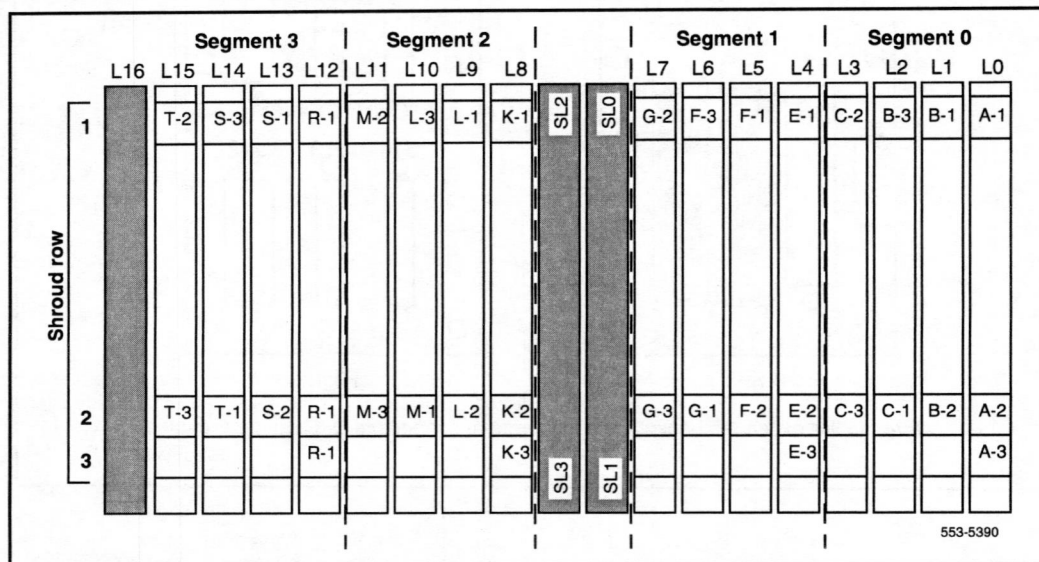 Segment 3 Segment 2 Segment 1 Segment 0
L16 L15 L14 L13 L12 L11 L10 L9 L8 L7 L6 L5 L4 L3 L2 L1 L0
SL2 SL0
1 T-2 S-3 S-1 R-1 M-2 L-3 L-1 K-1 G-2 F-3 F-1 E-1 C-2 B-3 B-1 A-1
Shroud row
2 T-3 T-1 S-2 R-1 M-3 M-1 L-2 K-2 G-3 G-1 F-2 E-2 C-3 C-1 B-2 A-2
3 R-1 K-3 E-3 A-3
SL3 SL1
553-5390